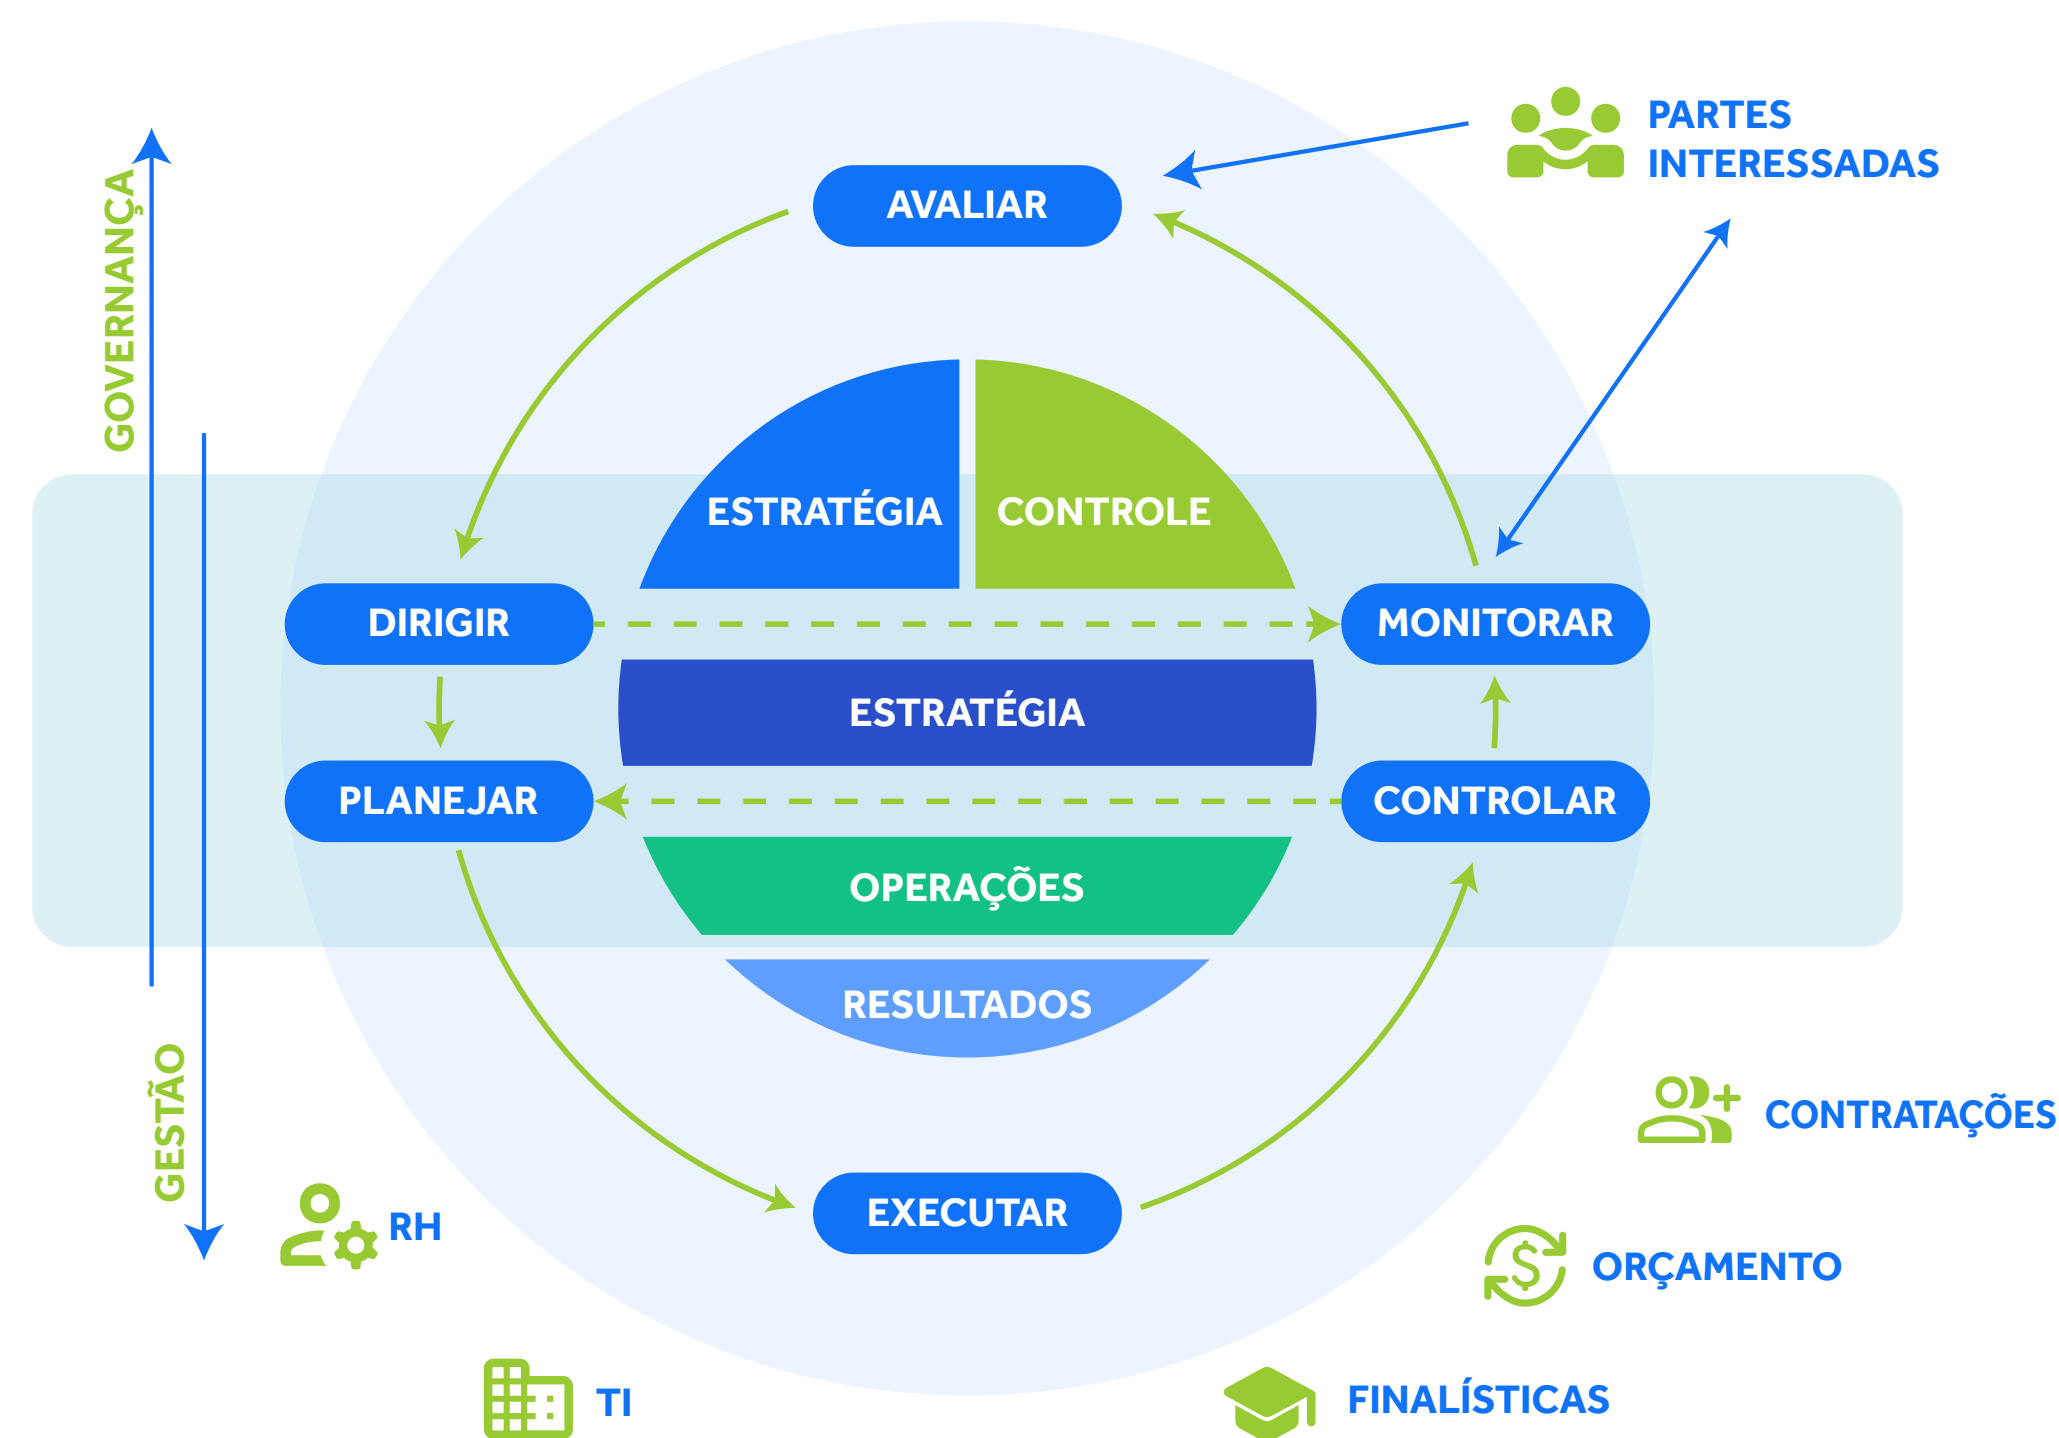 PARTES
INTERESSADAS
GOVERNANÇA
AVALIAR
ESTRATÉGIA
CONTROLE
DIRIGIR
MONITORAR
ESTRATÉGIA
PLANEJAR
CONTROLAR
OPERAÇÕES
RESULTADOS
GESTÃO
EXECUTAR
CONTRATAÇÕES
RH
ORÇAMENTO
TI
FINALÍSTICAS